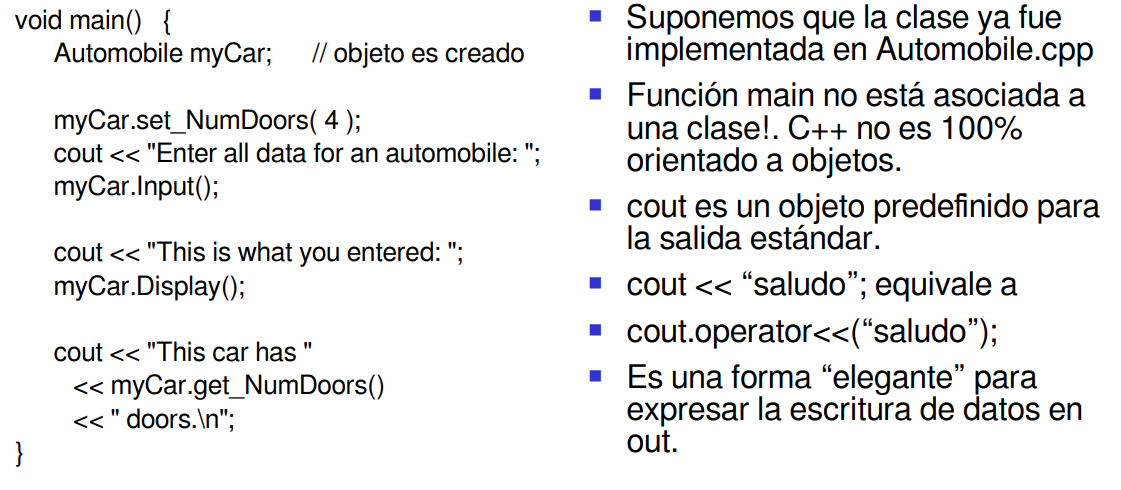 void main() {
Automobile myCar; // objeto es creado
myCar.set_NumDoors( 4 );
cout << "Enter all data for an automobile: ";
myCar.Input();
cout << "This is what you entered: ";
myCar.Display();
cout << "This car has "
<< myCar.get_NumDoors()
<< " doors.\n";
}
Suponemos que la clase ya fue
implementada en Automobile.cpp
Función main no está asociada a
una clase!. C++ no es 100%
orientado a objetos.
cout es un objeto predefinido para
la salida estándar.
cout << “saludo”; equivale a
cout.operator<<(“saludo”);
Es una forma “elegante” para
expresar la escritura de datos en
out.